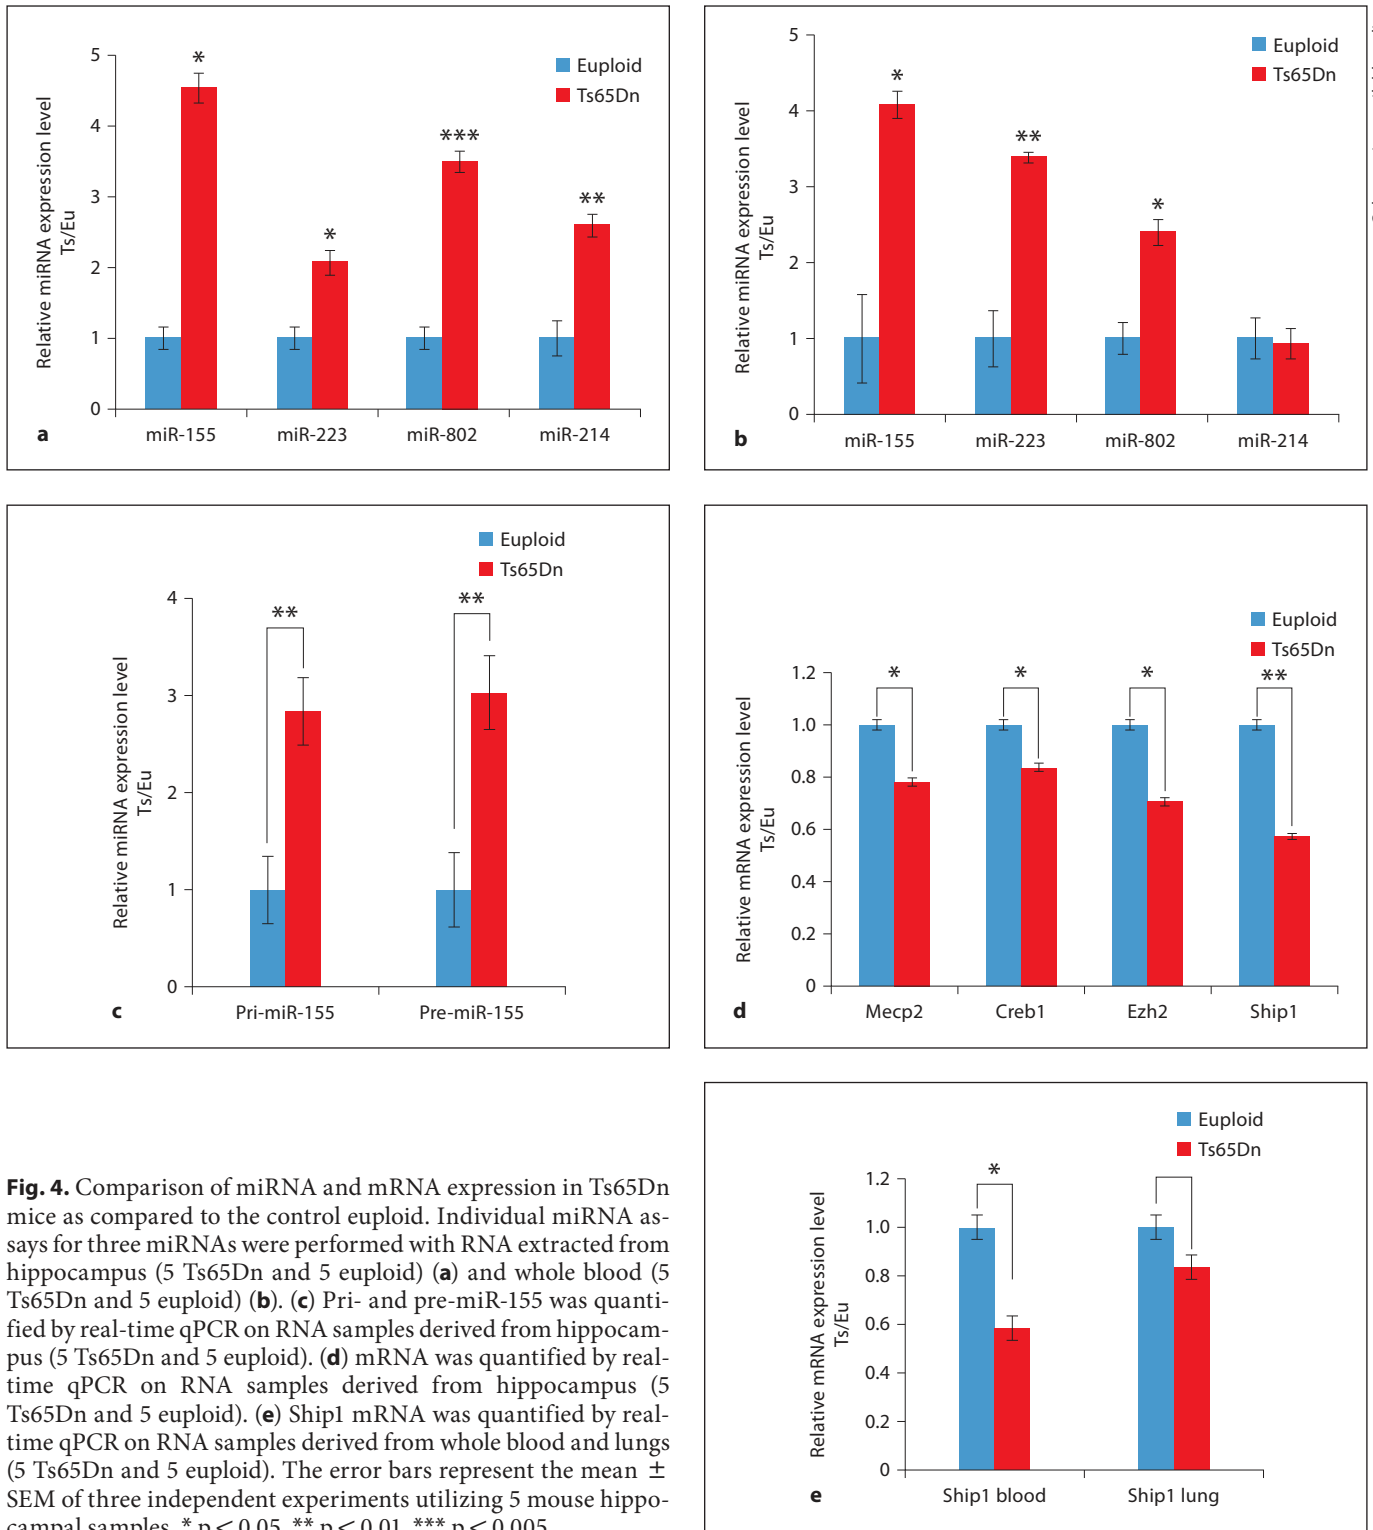 5
4
3
2
1
0
Relative miRNA expression level
Ts/Eu
Euploid
Ts65Dn
*
*
***
**
miR-155 miR-223 miR-802 miR-214
a
5
4
3
2
1
0
Relative miRNA expression level
Ts/Eu
Euploid
Ts65Dn
*
**
*
miR-155 miR-223 miR-802 miR-214
b
Euploid
Ts65Dn
4
3
2
1
0
Relative miRNA expression level
Ts/Eu
**
**
Pri-miR-155 Pre-miR-155
c
Euploid
Ts65Dn
1.2
1.0
0.8
0.6
0.4
0.2
0
Relative mRNA expression level
Ts/Eu
*
*
*
**
Mecp2 Creb1 Ezh2 Ship1
d
Euploid
Ts65Dn
1.2
1.0
0.8
0.6
0.4
0.2
0
Relative mRNA expression level
Ts/Eu
*
Ship1 blood Ship1 lung
e
Fig. 4. Comparison of miRNA and mRNA expression in Ts65Dn
mice as compared to the control euploid. Individual miRNA as-
says for three miRNAs were performed with RNA extracted from
hippocampus (5 Ts65Dn and 5 euploid) (a) and whole blood (5
Ts65Dn and 5 euploid) (b). (c) Pri- and pre-miR-155 was quanti-
fied by real-time qPCR on RNA samples derived from hippocam-
pus (5 Ts65Dn and 5 euploid). (d) mRNA was quantified by real-
time qPCR on RNA samples derived from hippocampus (5
Ts65Dn and 5 euploid). (e) Ship1 mRNA was quantified by real-
time qPCR on RNA samples derived from whole blood and lungs
(5 Ts65Dn and 5 euploid). The error bars represent the mean ±
SEM of three independent experiments utilizing 5 mouse hippo-
campal samples. * p < 0.05, ** p < 0.01, *** p < 0.005.